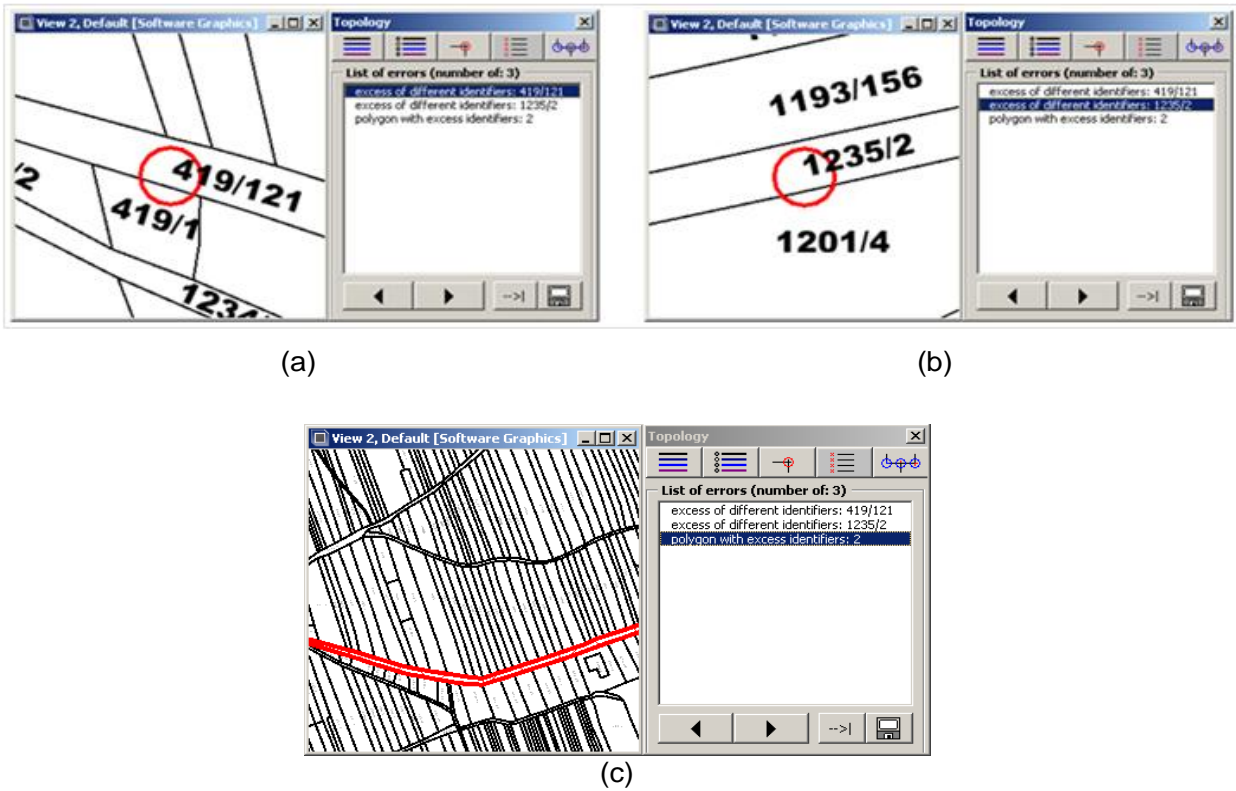 View 2, Default [Software Graphics]
Topology
List of errors (number of: 3)
excess of different identifiers: 419/121
excess of different identifiers: 1235/2
polygon with excess identifiers: 2
-->|
419/121
/2
419/1
1234/
View 2, Default [Software Graphics]
Topology
List of errors (number of: 3)
excess of different identifiers: 419/121
excess of different identifiers: 1235/2
polygon with excess identifiers: 2
-->|
1193/156
1235/2
1201/4
(a)
(b)
View 2, Default [Software Graphics]
Topology
List of errors (number of: 3)
excess of different identifiers: 419/121
excess of different identifiers: 1235/2
polygon with excess identifiers: 2
-->|
(c)